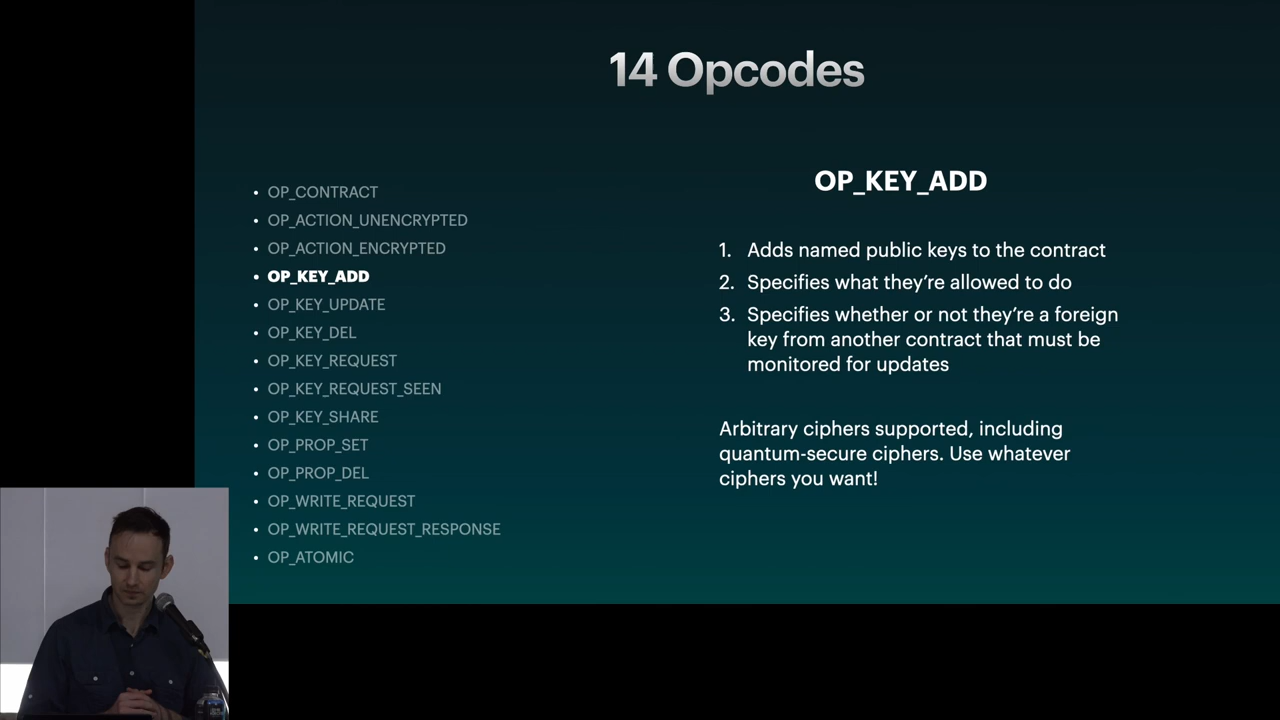 14 Opcodes
• OP_CONTRACT
• OP_ACTION_UNENCRYPTED
• OP_ACTION_ENCRYPTED
• OP_KEY_ADD
• OP_KEY_UPDATE
• OP_KEY_DEL
• OP_KEY_REQUEST
• OP_KEY_REQUEST_SEEN
• OP_KEY_SHARE
• OP_PROP_SET
• OP_PROP_DEL
• OP_WRITE_REQUEST
• OP_WRITE_REQUEST_RESPONSE
• OP_ATOMIC
OP_KEY_ADD
1. Adds named public keys to the contract
2. Specifies what they’re allowed to do
3. Specifies whether or not they’re a foreign
key from another contract that must be
monitored for updates
Arbitrary ciphers supported, including
quantum-secure ciphers. Use whatever
ciphers you want!